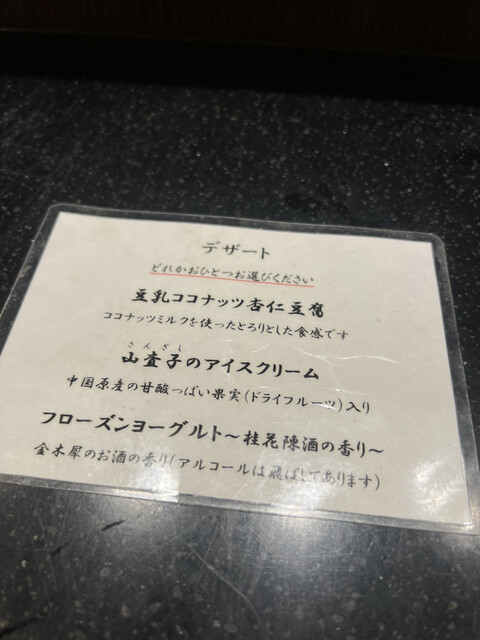 デザート
どれかおひとつお選びください
豆乳ココナッツ杏仁豆腐
ココナッツミルクを使ったとろりとした食感です
さんざし
山査子のアイスクリーム
中国原産の甘酸っぱい果実(ドライフルーツ)入り
フローズンヨーグルト〜桂花陳酒の香り〜
金木犀のお酒の香り(アルコールは飛ばしてあります)